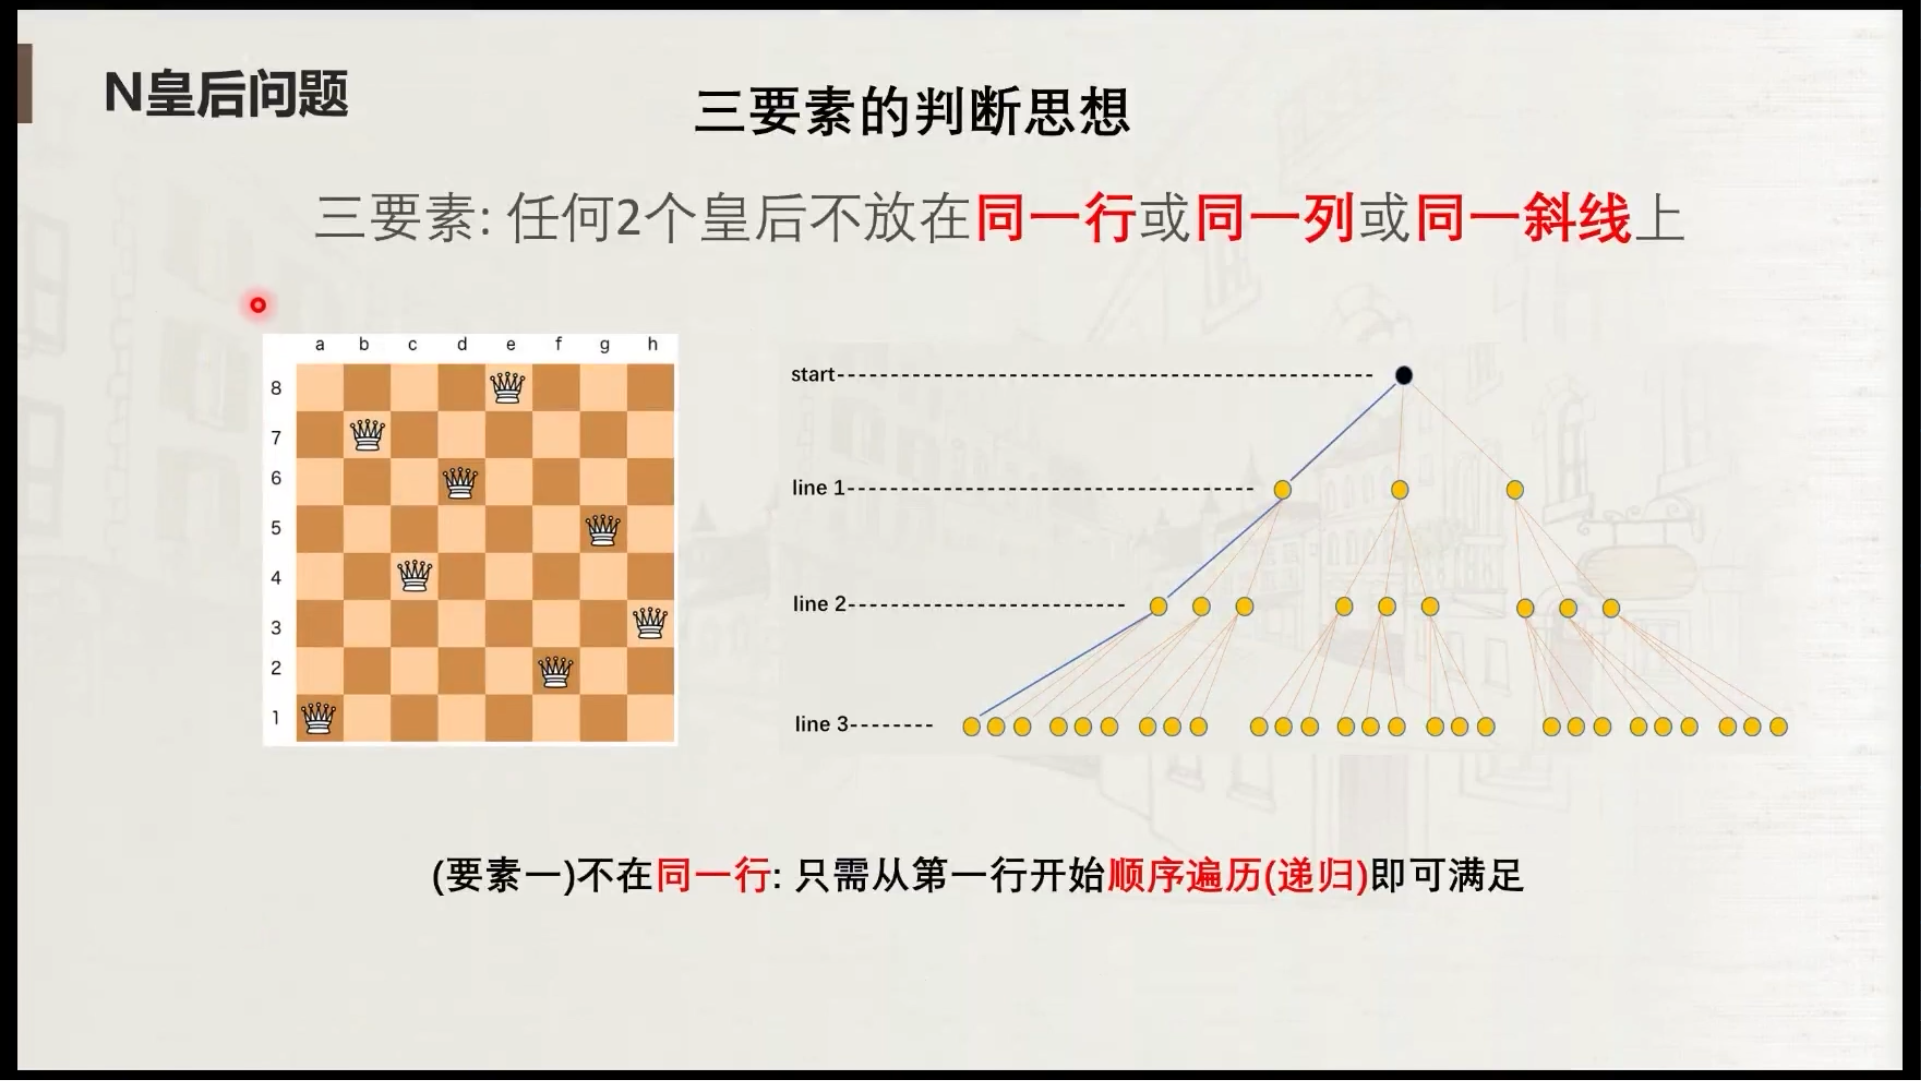 N皇后问题
三要素的判断思想
三要素: 任何2个皇后不放在同一行或同一列或同一斜线上
a b c d e f g h
8
7
6
5
4
3
2
1
start
line 1
line 2
line 3
(要素一)不在同一行: 只需从第一行开始顺序遍历(递归)即可满足